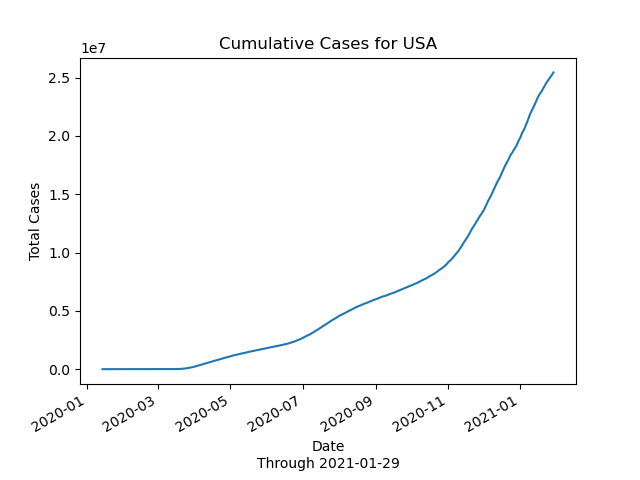 Cumulative Cases for USA
1e7
2.5
2.0
1.5
1.0
0.5
0.0
Total Cases
2020-01
2020-03
2020-05
2020-07
2020-09
2020-11
2021-01
Date
Through 2021-01-29